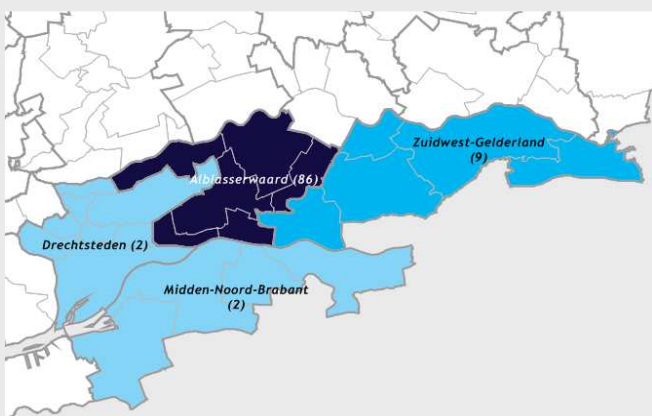 Zuidwest-Gelderland
(9)
Alblasserwaard (86)
Drechtsteden (2)
Midden-Noord-Brabant
(2)